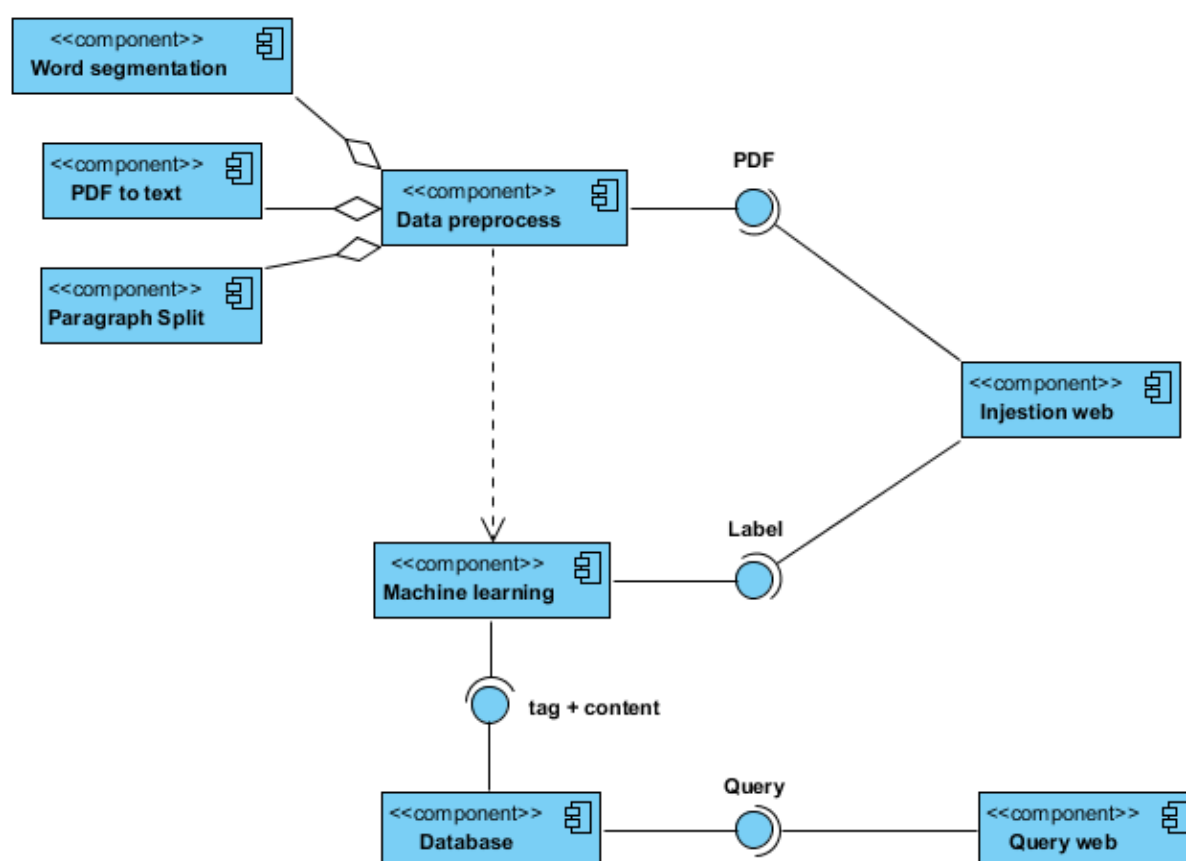 <<component>>
Word segmentation
<<component>>
PDF to text
<<component>>
Paragraph Split
<<component>>
Data preprocess
PDF
<<component>>
Injestion web
Label
<<component>>
Machine learning
tag + content
<<component>>
Database
Query
<<component>>
Query web